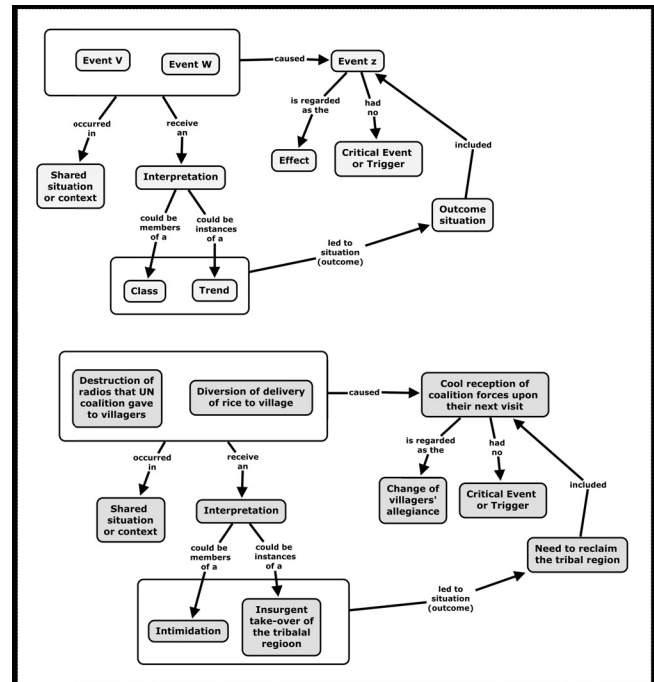 Event V
Event W
caused
Event z
is regarded
as the
had
no
included
occurred
in
receive
an
Effect
Critical Event
or Trigger
Shared
situation
or context
Interpretation
Outcome
situation
could be
members
of a
could be
instances
of a
led to
situation
(outcome)
Class
Trend
Destruction of
radios that UN
coalition gave
to villagers
Diversion of delivery
of rice to village
caused
Cool reception of
coalition forces upon
their next visit
is regarded
as the
had
no
occurred
in
receive
an
included
Change of
villagers'
allegiance
Critical Event
or Trigger
Shared
situation
or context
Interpretation
Need to reclaim
the tribal region
could be
members
of a
could be
instances
of a
led to
situation
(outcome)
Intimidation
Insurgent
take-over of
the tribalal
regioon